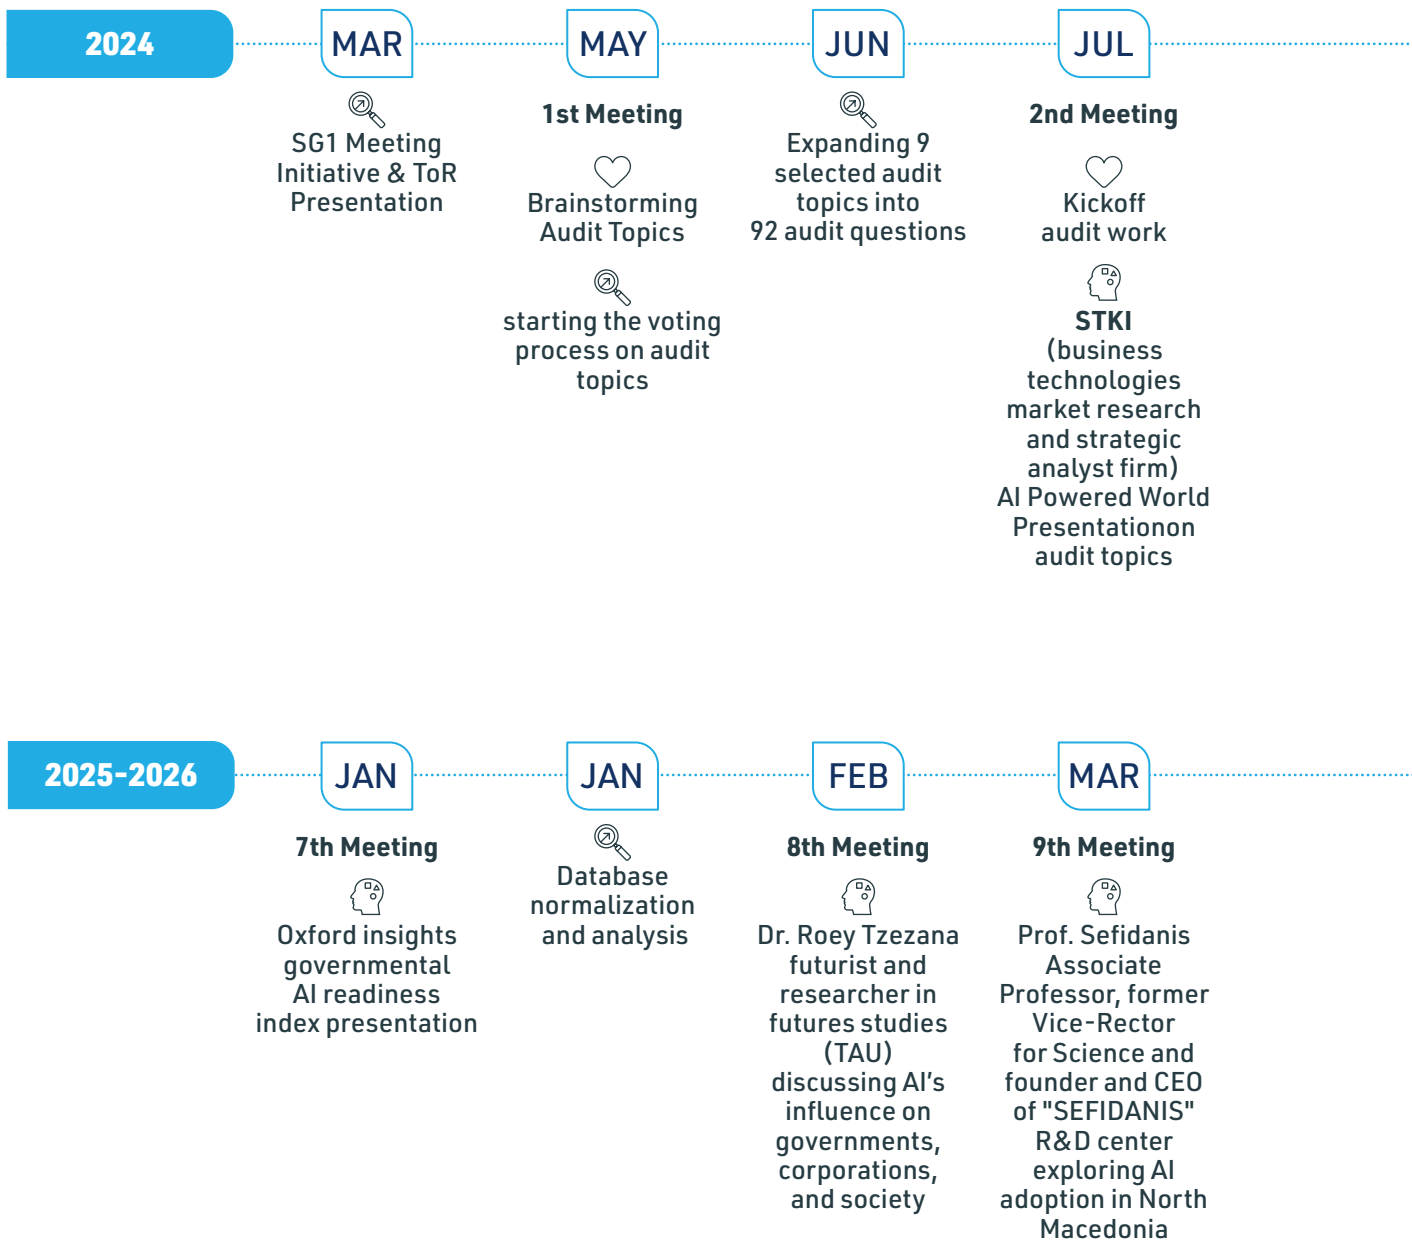 2024
MAR
MAY
JUN
JUL
SG1 Meeting
Initiative & ToR
Presentation
1st Meeting
Brainstorming
Audit Topics
starting the voting
process on audit
topics
Expanding 9
selected audit
topics into
92 audit questions
2nd Meeting
Kickoff
audit work
STKI
(business
technologies
market research
and strategic
analyst firm)
AI Powered World
Presentationon
audit topics
2025-2026
JAN
JAN
FEB
MAR
7th Meeting
Oxford insights
governmental
AI readiness
index presentation
Database
normalization
and analysis
8th Meeting
Dr. Roey Tzezana
futurist and
researcher in
futures studies
(TAU)
discussing AI’s
influence on
governments,
corporations,
and society
9th Meeting
Prof. Sefidanis
Associate
Professor, former
Vice-Rector
for Science and
founder and CEO
of "SEFIDANIS"
R&D center
exploring AI
adoption in North
Macedonia